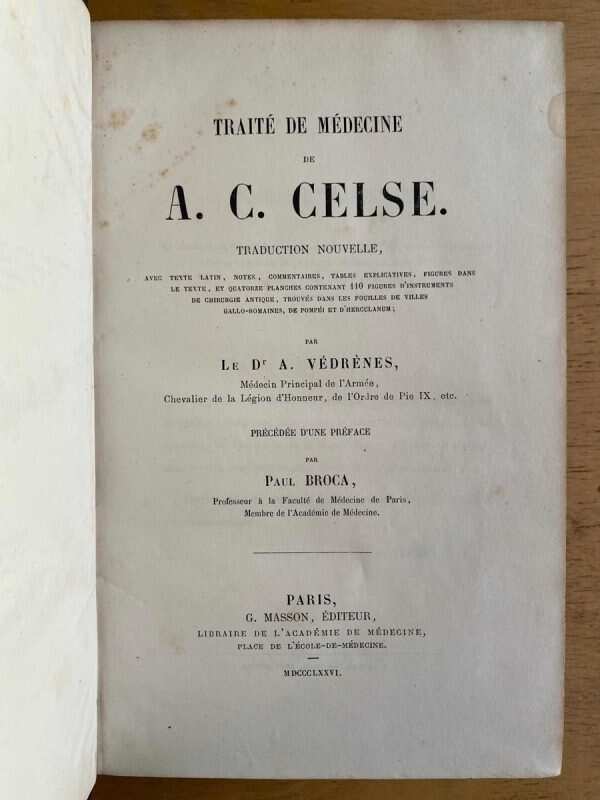 TRAITÉ DE MÉDECINE
DE
A. C. CELSE.
TRADUCTION NOUVELLE,
AVEC TEXTE LATIN, NOTES, COMMENTAIRES, TABLES EXPLICATIVES, FIGURES DANS
LE TEXTE, ET QUATORZE PLANCHES CONTENANT 110 FIGURES D'INSTRUMENTS
DE CHIRURGIE ANTIQUE, TROUVÉS DANS LES FOUILLES DE VILLES
GALLO-ROMAINES, DE POMPÉI ET D'HERCULANUM;
PAR
LE Dr A. VÉDRÈNES,
Médecin Principal de l'Armée,
Chevalier de la Légion d'Honneur, de l'Ordre de Pie IX, etc.
PRÉCÉDÉE D'UNE PRÉFACE
PAR
PAUL BROCA,
Professeur à la Faculté de Médecine de Paris,
Membre de l'Académie de Médecine.
PARIS,
G. MASSON, ÉDITEUR,
LIBRAIRE DE L'ACADÉMIE DE MÉDECINE,
PLACE DE L'ÉCOLE-DE-MÉDECINE.
MDCCCLXXVI.